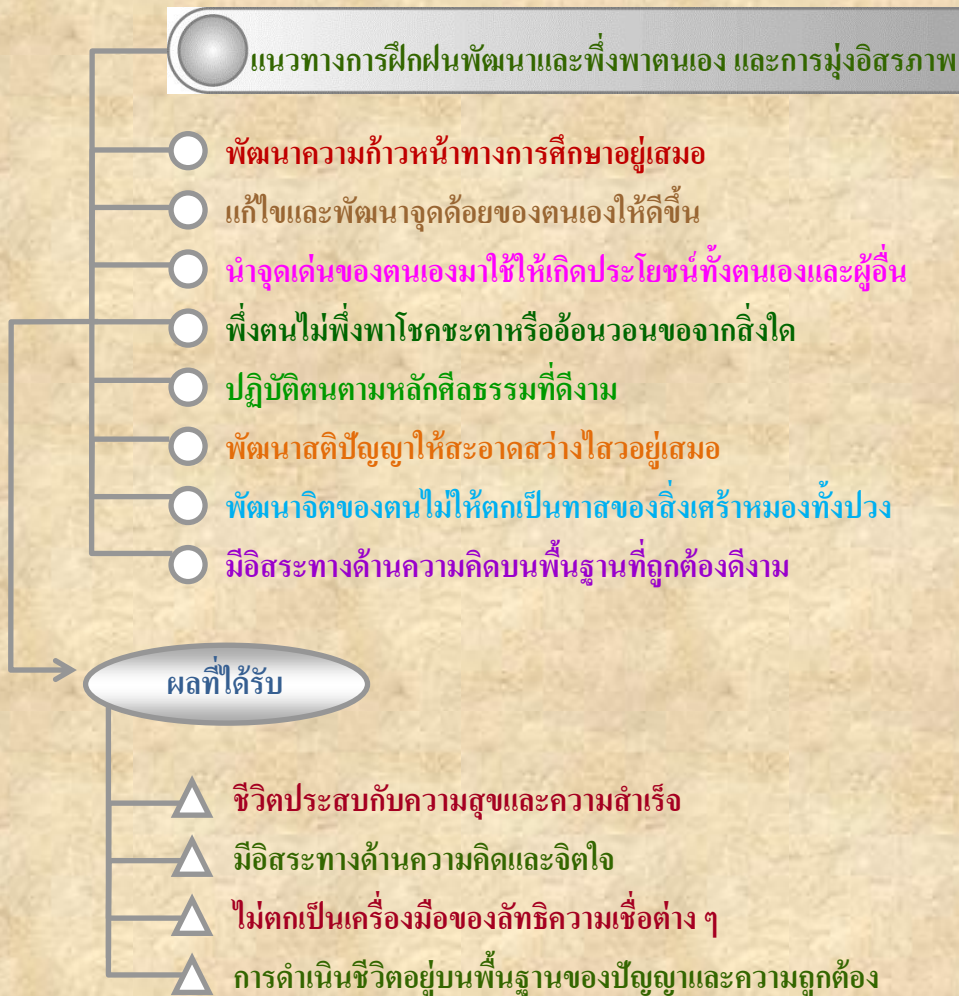 แนวทางการฝึกฝนพัฒนาและพึ่งพาตนเอง และการมุ่งอิสรภาพ
พัฒนาความก้าวหน้าทางการศึกษาอยู่เสมอ
แก้ไขและพัฒนาจุดด้อยของตนเองให้ดีขึ้น
นำจุดเด่นของตนเองมาใช้ให้เกิดประโยชน์ทั้งตนเองและผู้อื่น
พึ่งตนไม่พึ่งพาโชคชะตาหรืออ้อนวอนขอจากสิ่งใด
ปฏิบัติตนตามหลักศีลธรรมที่ดีงาม
พัฒนาสติปัญญาให้สะอาดสว่างไสวอยู่เสมอ
พัฒนาจิตของตนไม่ให้ตกเป็นทาสของสิ่งเศร้าหมองทั้งปวง
มีอิสระทางด้านความคิดบนพื้นฐานที่ถูกต้องดีงาม
ผลที่ได้รับ
ชีวิตประสบกับความสุขและความสำเร็จ
มีอิสระทางด้านความคิดและจิตใจ
ไม่ตกเป็นเครื่องมือของลัทธิความเชื่อต่าง ๆ
การดำเนินชีวิตอยู่บนพื้นฐานของปัญญาและความถูกต้อง